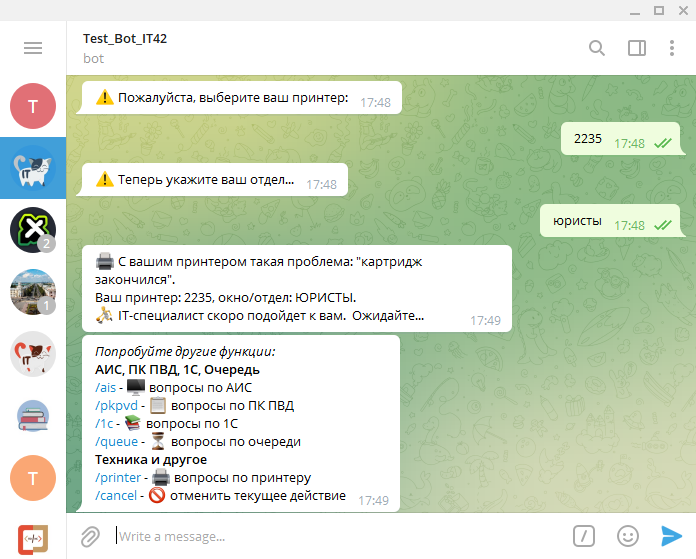 Test_Bot_IT42
bot
⚠️ Пожалуйста, выберите ваш принтер: 17:48
2235 17:48
⚠️ Теперь укажите ваш отдел... 17:48
юристы 17:48
🖨️ С вашим принтером такая проблема: "картридж
закончился".
Ваш принтер: 2235, окно/отдел: ЮРИСТЫ.
IT-специалист скоро подойдет к вам. Ожидайте... 17:49
Попробуйте другие функции:
АИС, ПК ПВД, 1С, Очередь
/ais - 🖥️ вопросы по АИС
/pkpvd - 📋 вопросы по ПК ПВД
/1c - 📚 вопросы по 1С
/queue - ⏳ вопросы по очереди
Техника и другое
/printer - 🖨️ вопросы по принтеру
/cancel - 🚫 отменить текущее действие 17:49
Write a message...
T
2
1
T